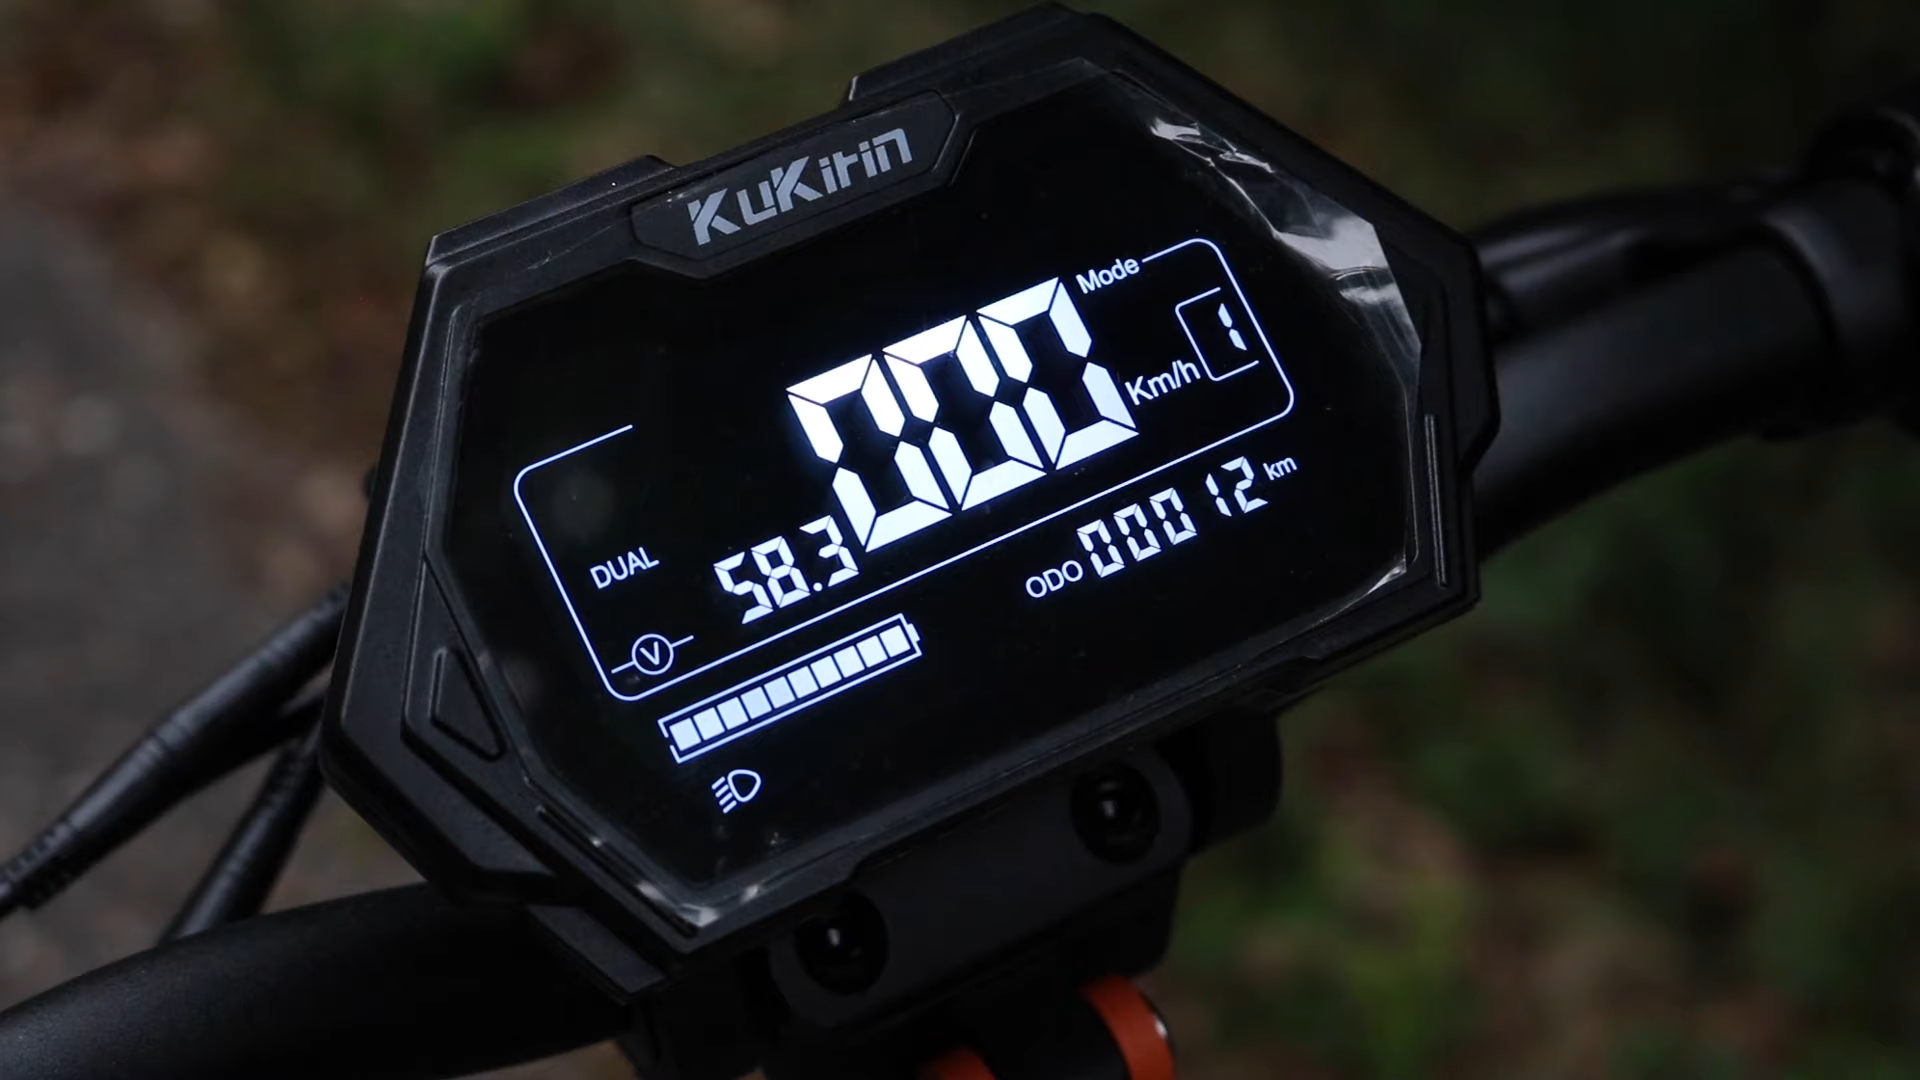 KuKirin
Mode
000 Km/h 1
DUAL 58.3
V
ODO 00012 km